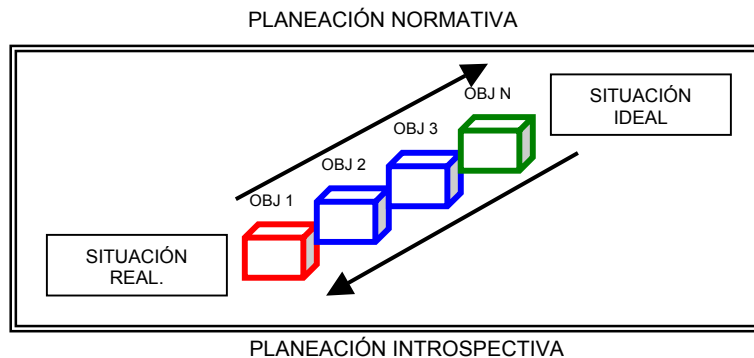 PLANEACIÓN NORMATIVA
OBJ N
SITUACIÓN
IDEAL
OBJ 3
OBJ 2
OBJ 1
SITUACIÓN
REAL.
PLANEACIÓN INTROSPECTIVA